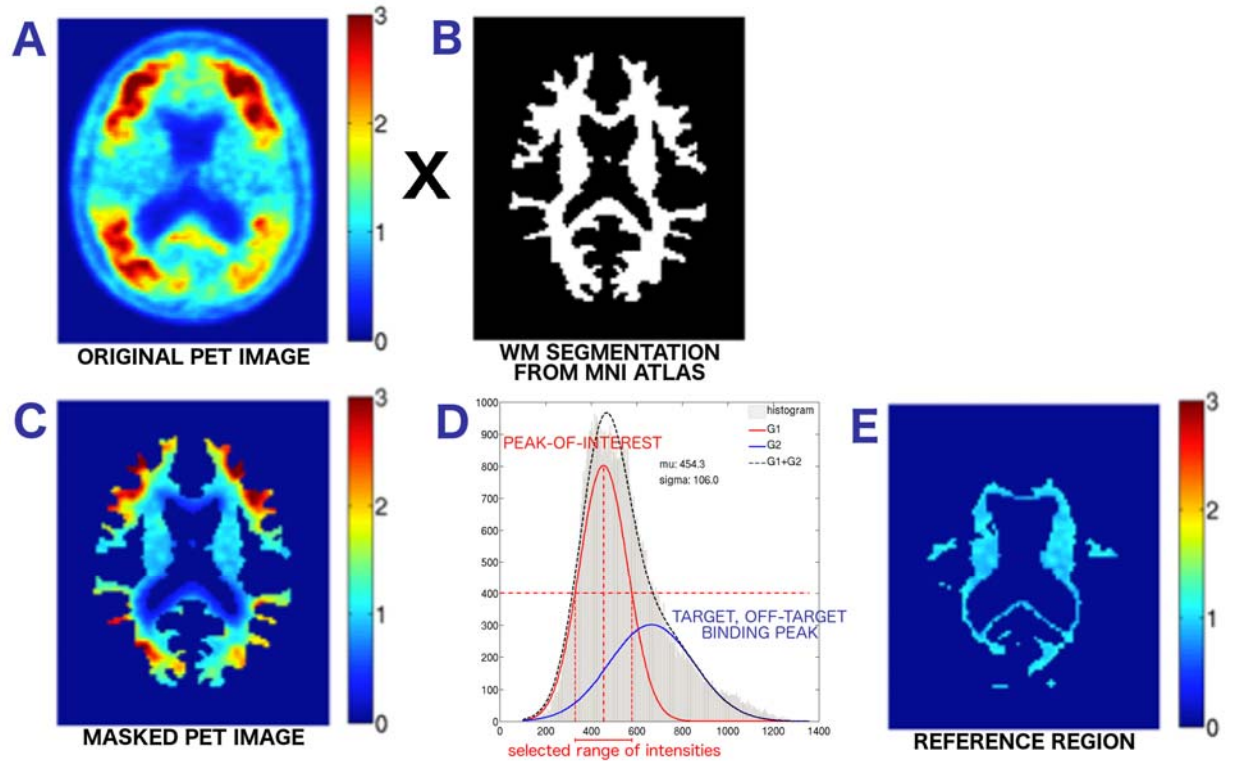 A
3
2
1
0
ORIGINAL PET IMAGE
X
B
WM SEGMENTATION
FROM MNI ATLAS
C
3
2
1
0
MASKED PET IMAGE
D
1000
900
800
700
600
500
400
300
200
100
0
0 200 400 600 800 1000 1200 1400
PEAK-OF-INTEREST
histogram
G1
G2
G1+G2
mu: 454.3
sigma: 106.0
TARGET, OFF-TARGET
BINDING PEAK
selected range of intensities
E
3
2
1
0
REFERENCE REGION